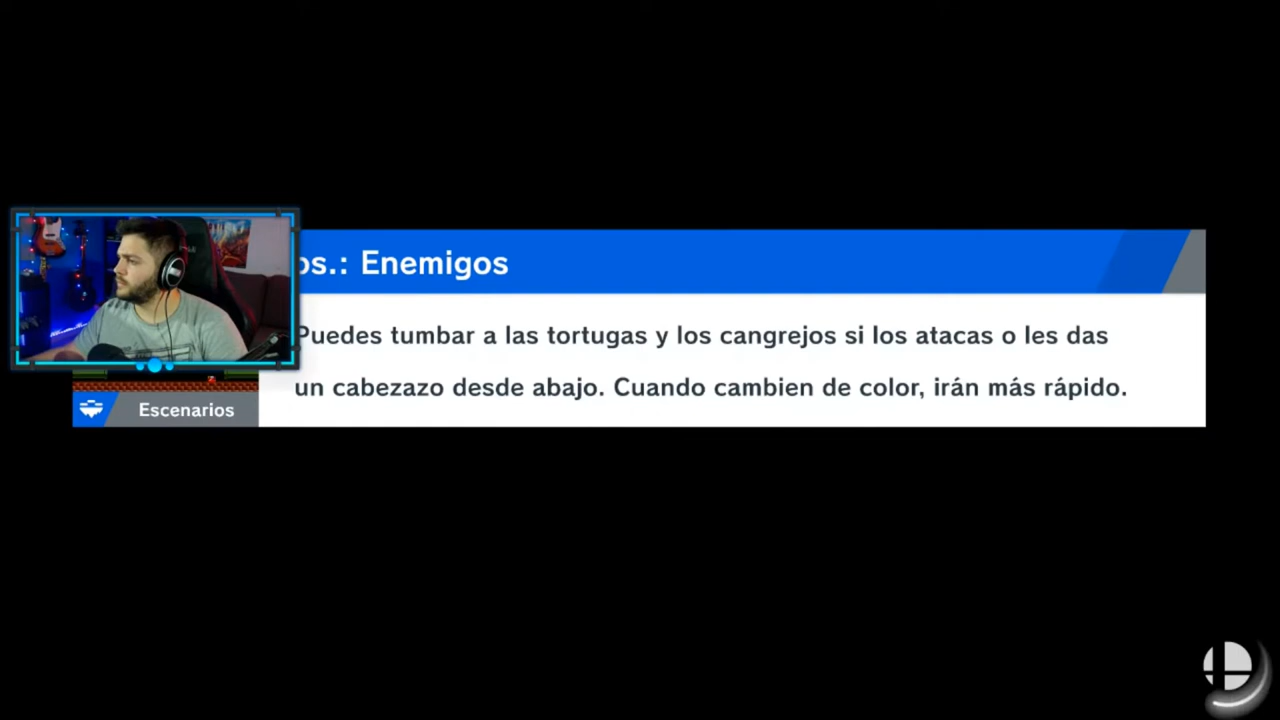 os.: Enemigos
Puedes tumbar a las tortugas y los cangrejos si los atacas o les das
un cabezazo desde abajo. Cuando cambien de color, irán más rápido.
Escenarios